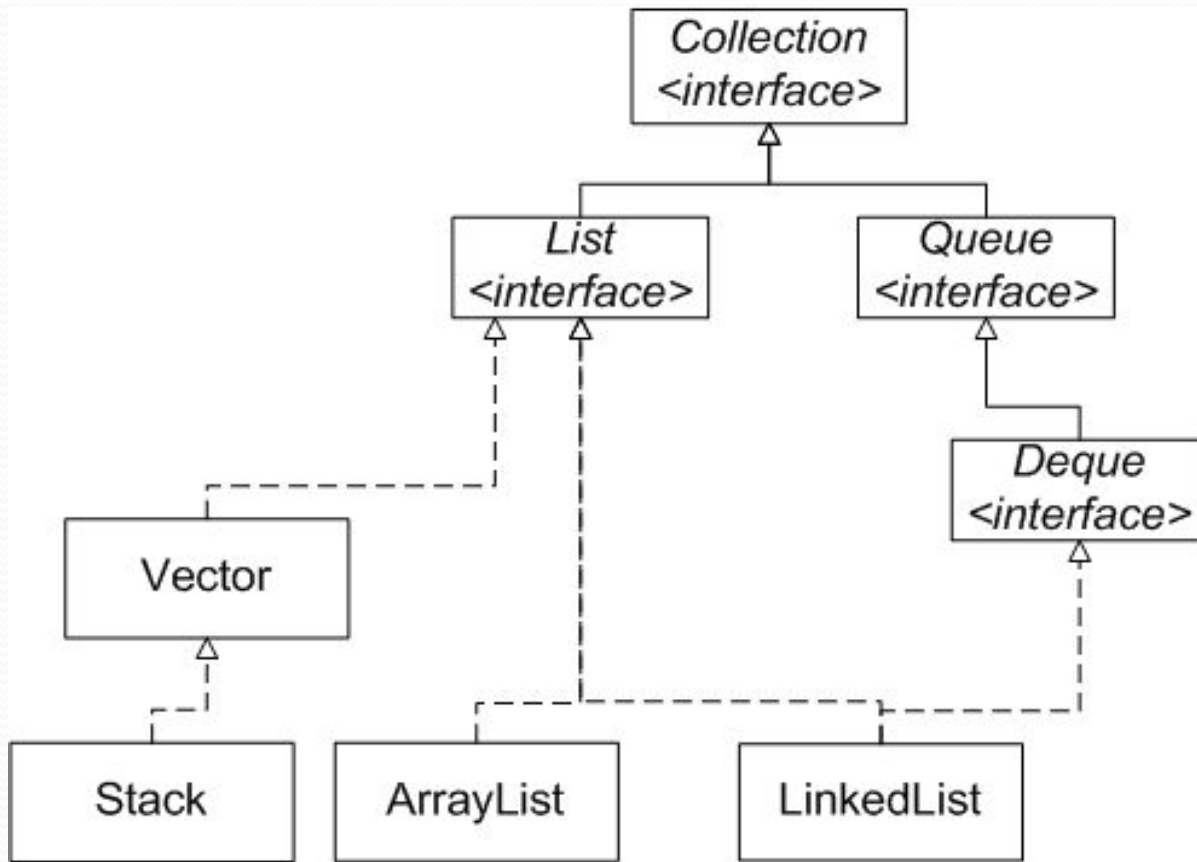 Collection
<interface>
List
<interface>
Queue
<interface>
Deque
<interface>
Vector
Stack
ArrayList
LinkedList